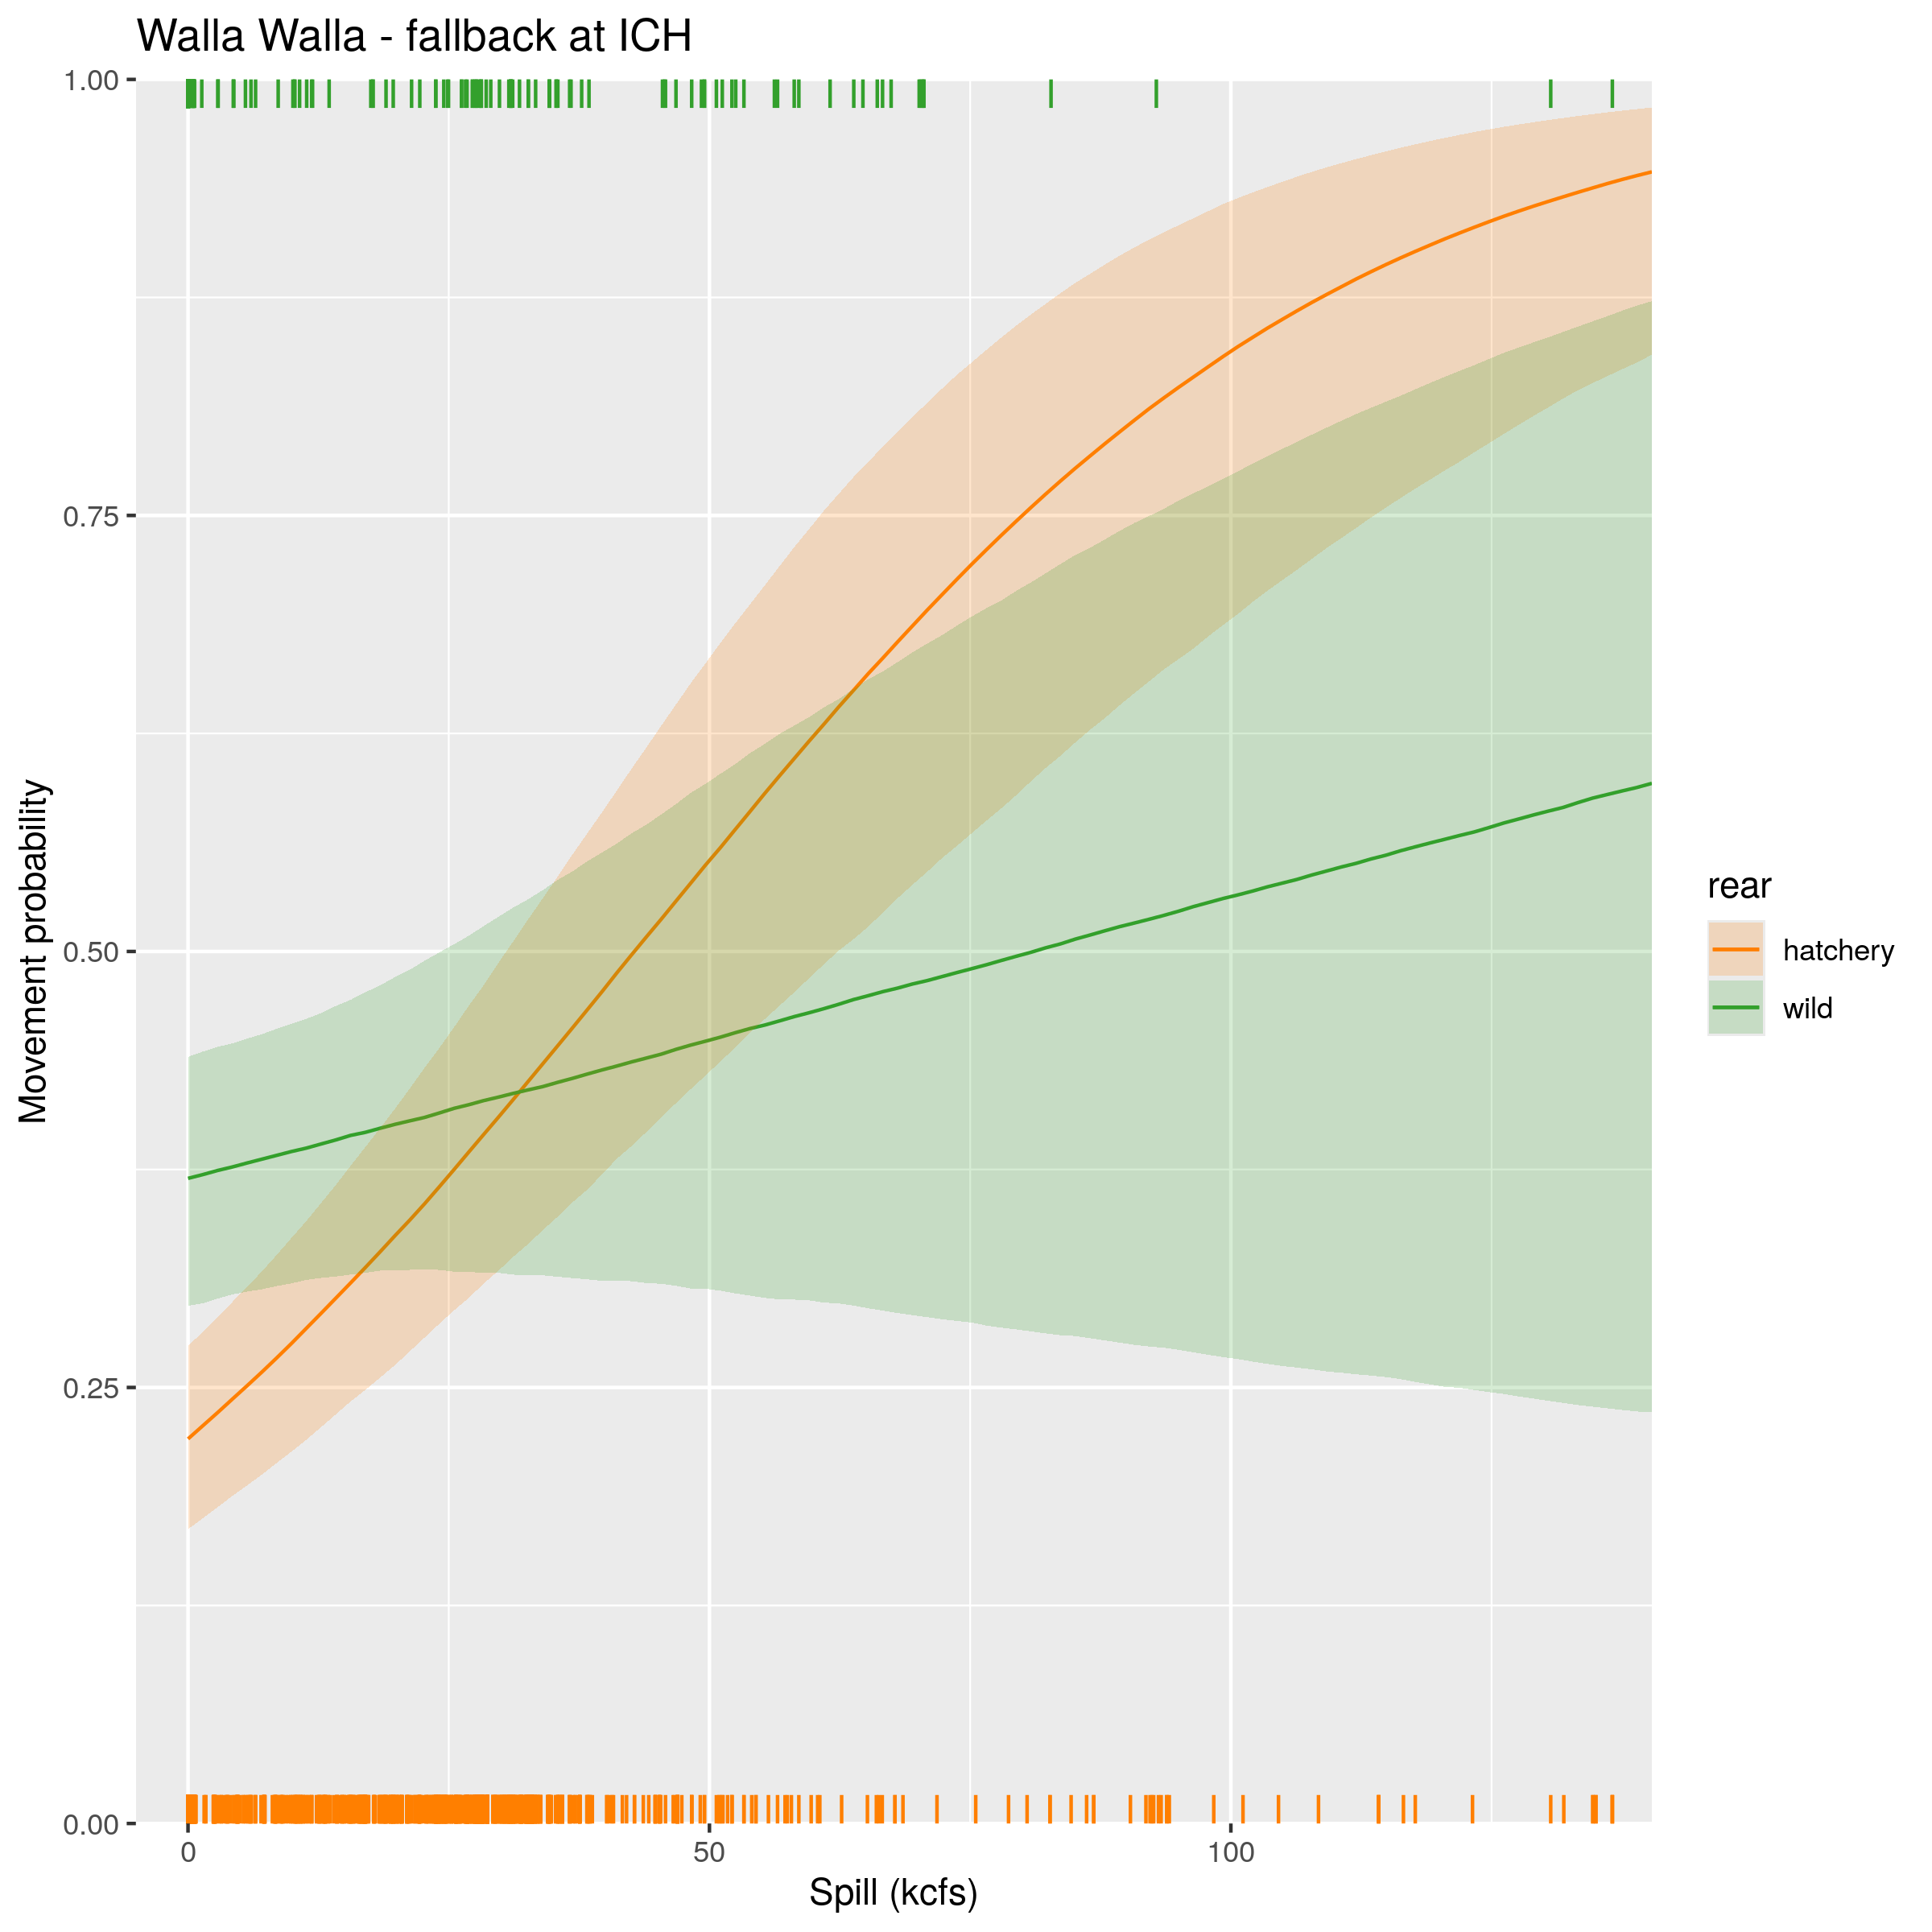 Walla Walla - fallback at ICH
Movement probability
1.00
0.75
0.50
0.25
0.00
0
50
100
Spill (kcfs)
rear
hatchery
wild